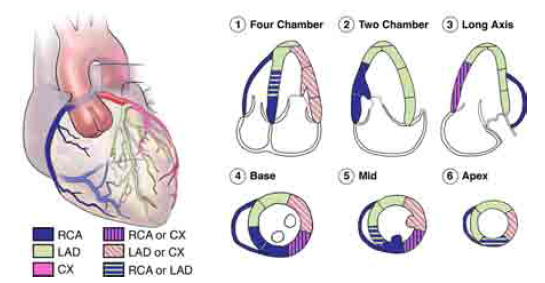 1 Four Chamber
2 Two Chamber
3 Long Axis
4 Base
5 Mid
6 Apex
RCA
RCA or CX
LAD
LAD or CX
CX
RCA or LAD